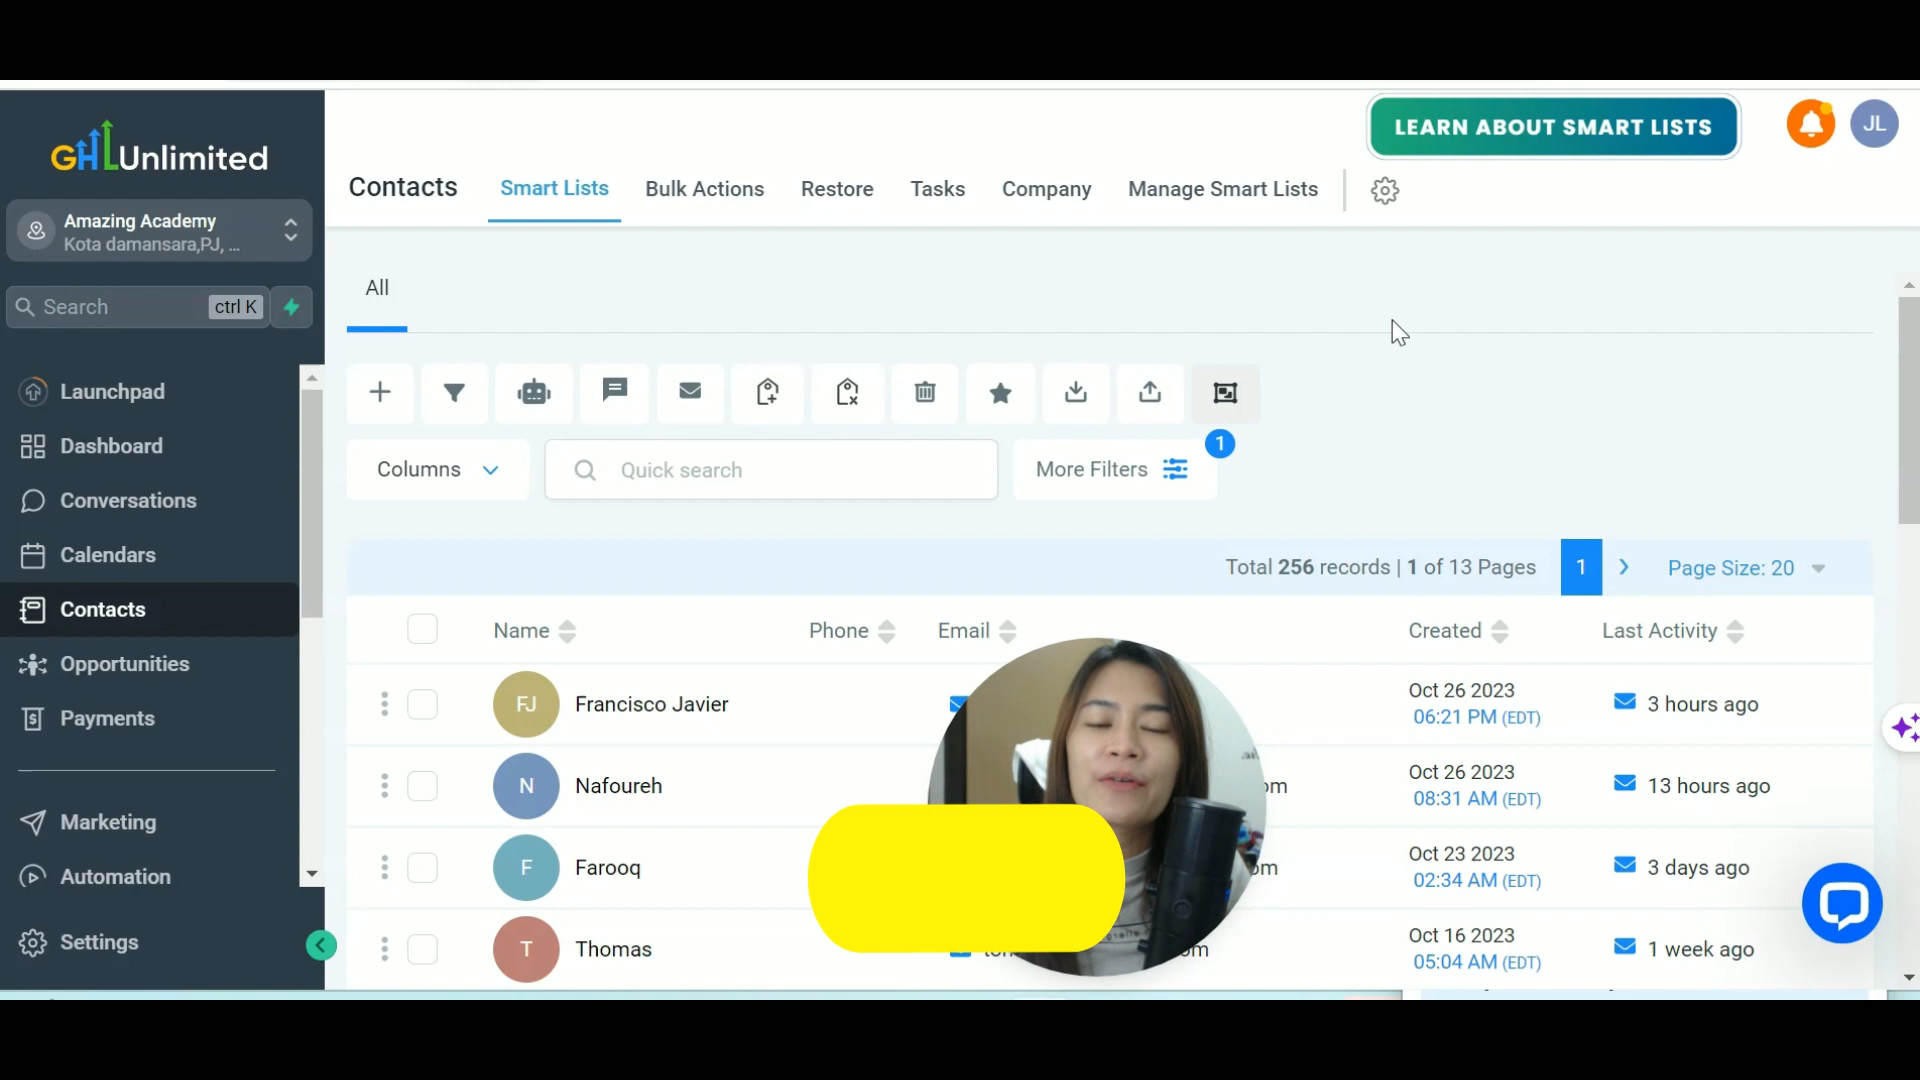 GHLUnlimited
Amazing Academy
Kota damansara,PJ, ...
Search
ctrl K
Launchpad
Dashboard
Conversations
Calendars
Contacts
Opportunities
Payments
Marketing
Automation
Settings
LEARN ABOUT SMART LISTS
JL
Contacts
Smart Lists
Bulk Actions
Restore
Tasks
Company
Manage Smart Lists
All
Columns
Quick search
More Filters
1
Total 256 records | 1 of 13 Pages
1
Page Size: 20
Name
Phone
Email
Created
Last Activity
FJ
Francisco Javier
Oct 26 2023
06:21 PM (EDT)
3 hours ago
N
Nafoureh
om
Oct 26 2023
08:31 AM (EDT)
13 hours ago
F
Farooq
om
Oct 23 2023
02:34 AM (EDT)
3 days ago
T
Thomas
om
Oct 16 2023
05:04 AM (EDT)
1 week ago